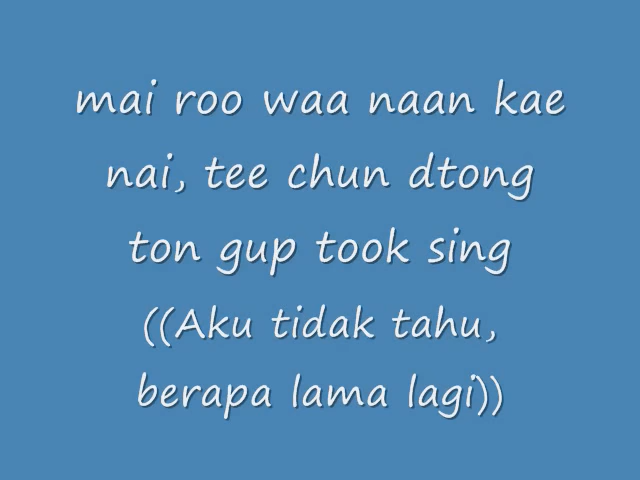 mai roo waa naan kae
nai, tee chun dtong
ton gup took sing
((Aku tidak tahu,
berapa lama lagi))